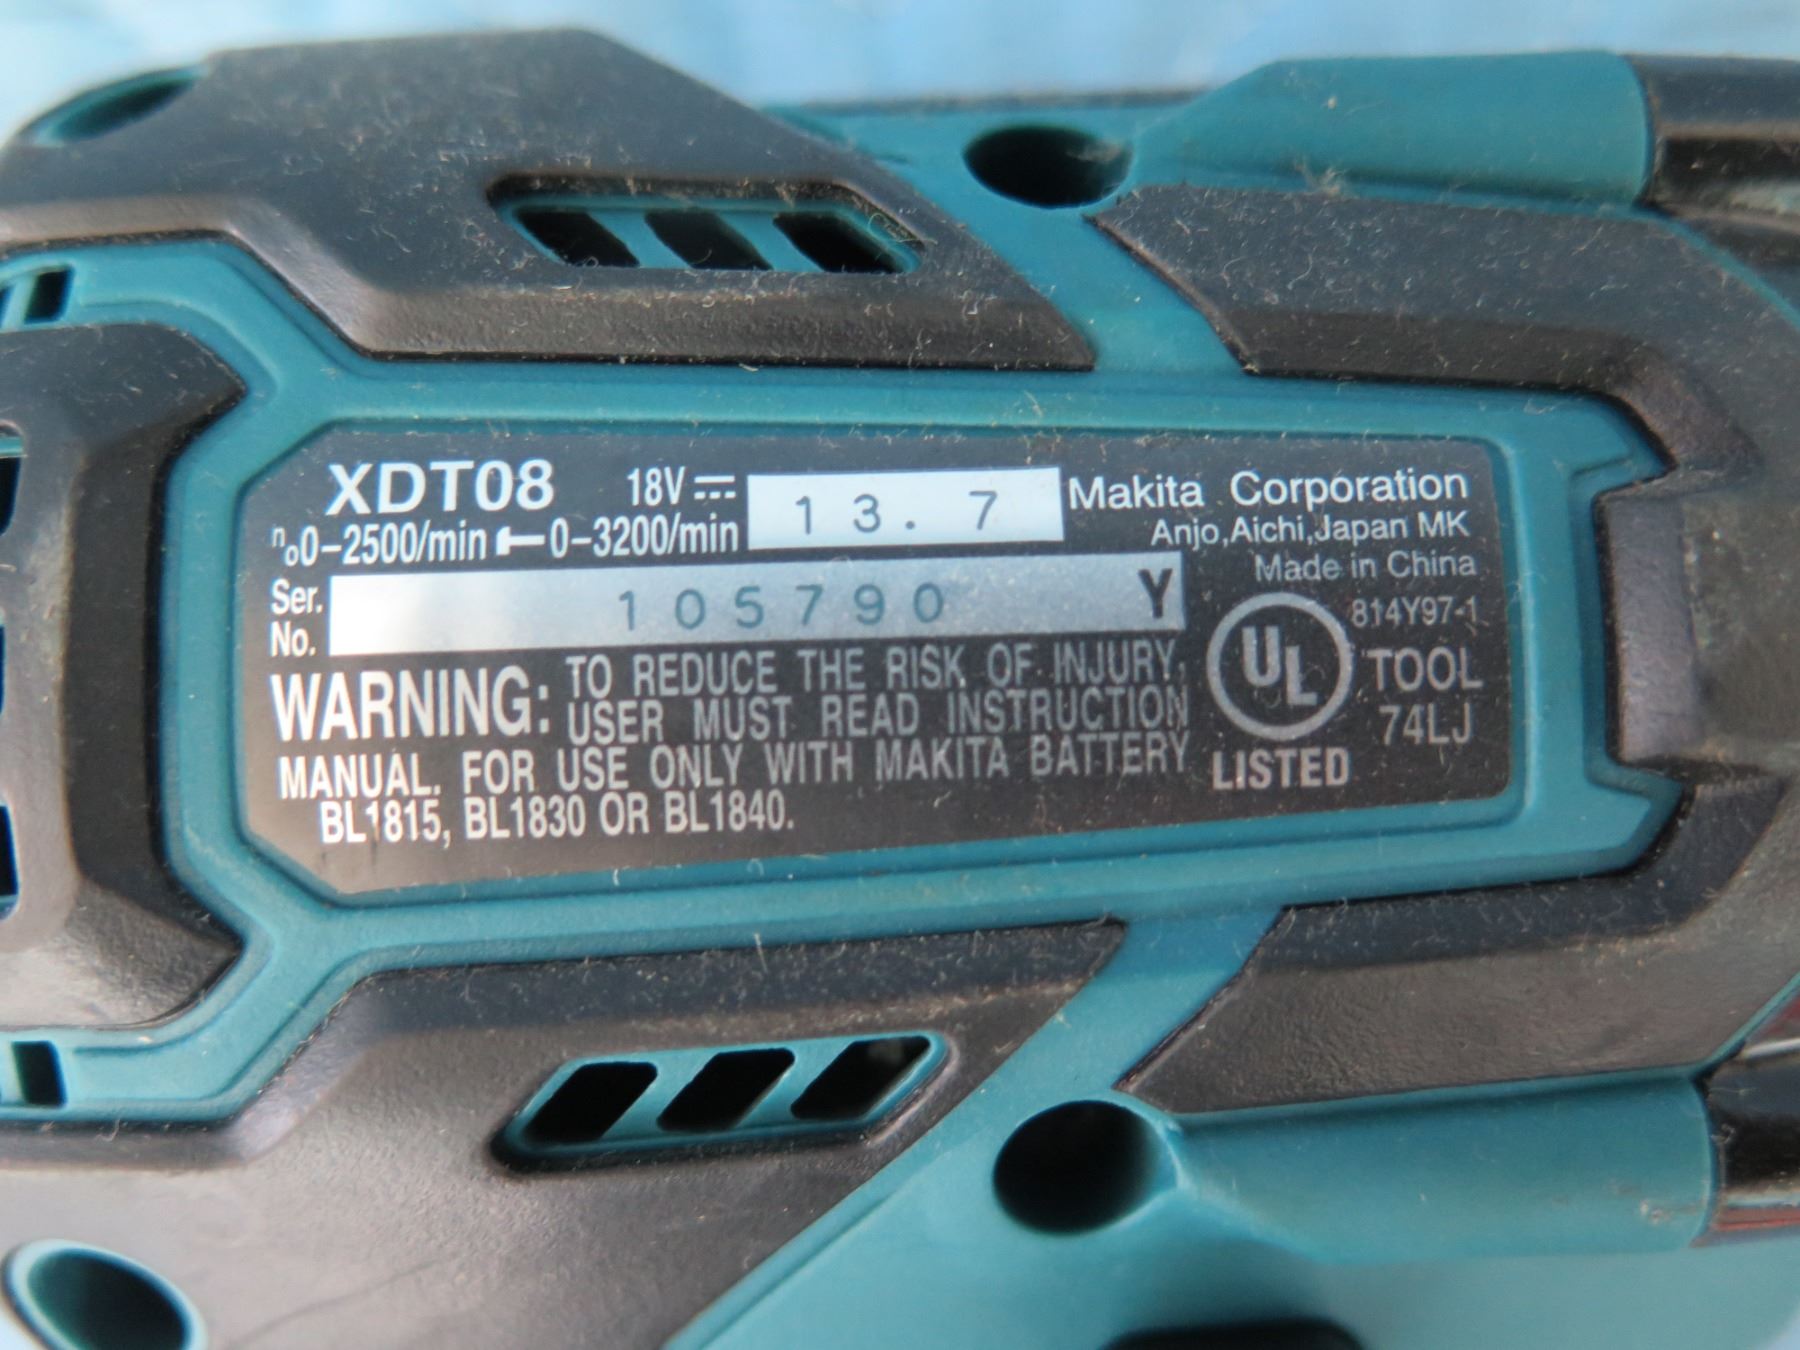 XDT08 18V 13.7 Makita Corporation
no0-2500/min 0-3200/min Anjo,Aichi,Japan MK
Made in China
Ser. No. 105790 Y
814Y97-1
WARNING: TO REDUCE THE RISK OF INJURY,
USER MUST READ INSTRUCTION
MANUAL. FOR USE ONLY WITH MAKITA BATTERY
BL1815, BL1830 OR BL1840.
UL
LISTED
TOOL
74LJ